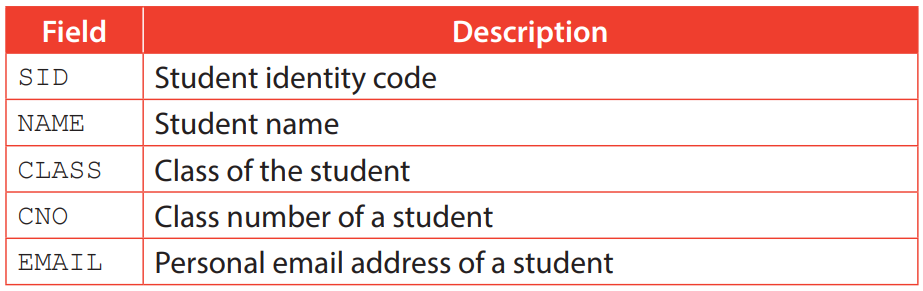 Field Description
SID Student identity code
NAME Student name
CLASS Class of the student
CNO Class number of a student
EMAIL Personal email address of a student